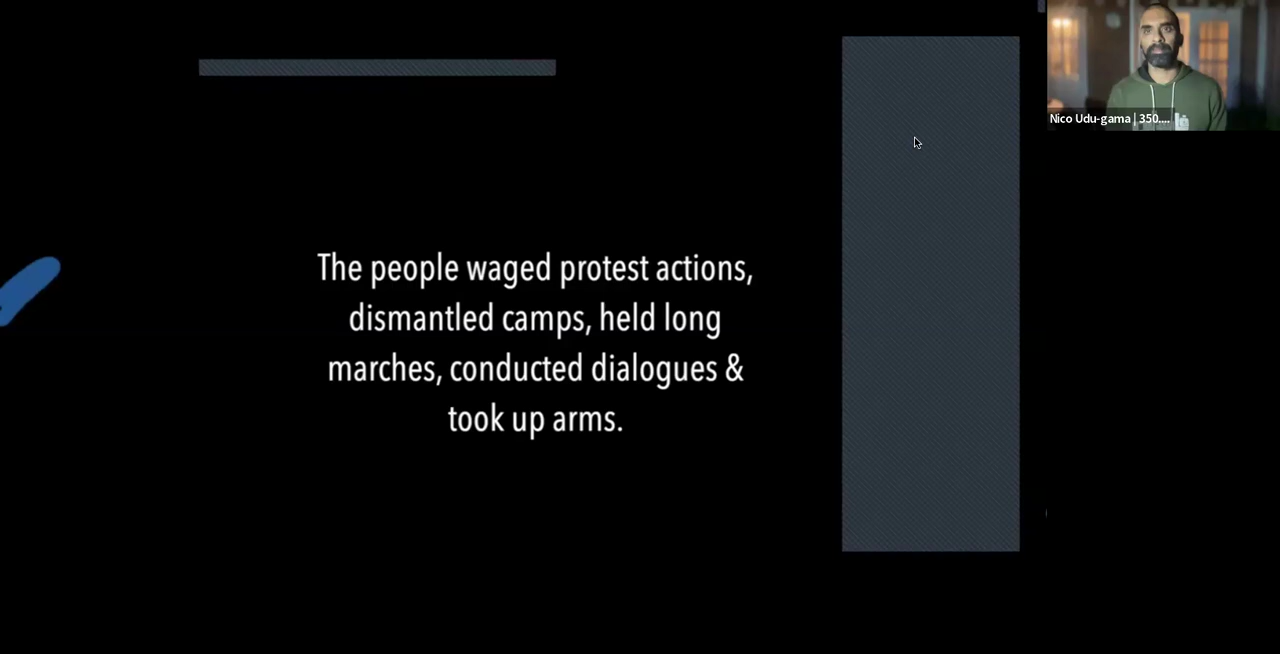 The people waged protest actions,
dismantled camps, held long
marches, conducted dialogues &
took up arms.
Nico Udu-gama | 350....